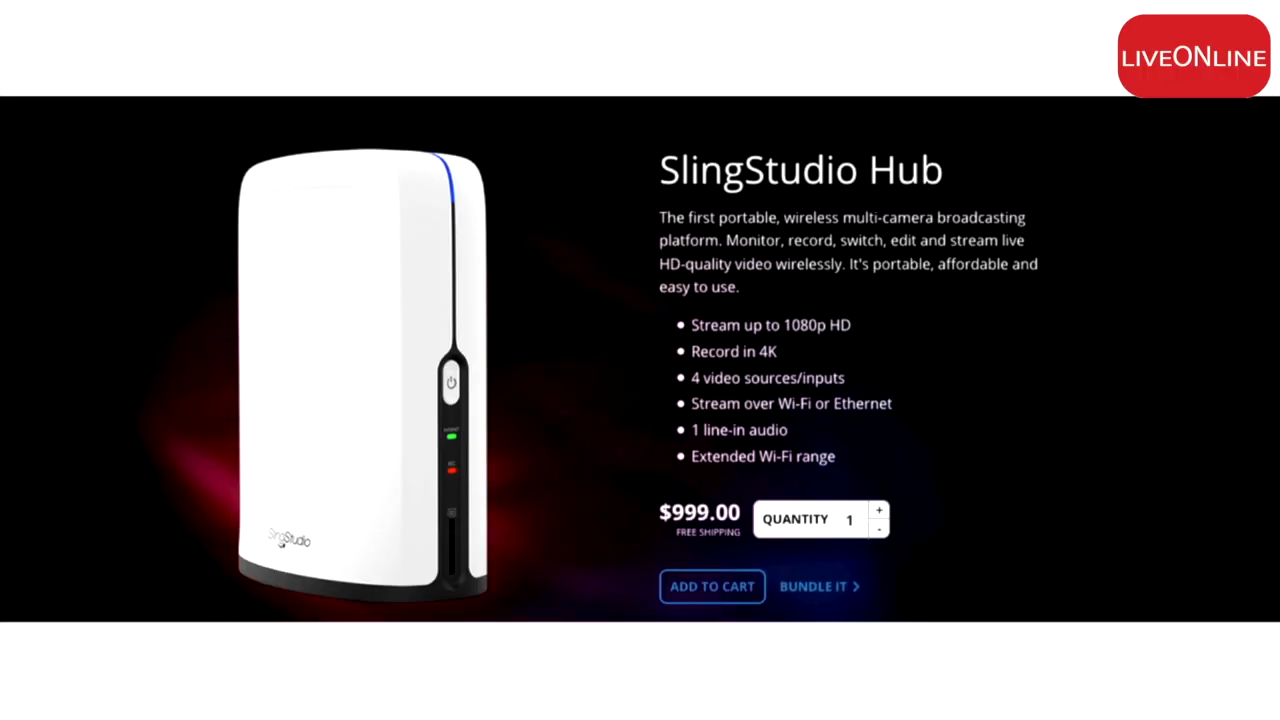 LIVEONLINE
SlingStudio Hub
The first portable, wireless multi-camera broadcasting
platform. Monitor, record, switch, edit and stream live
HD-quality video wirelessly. It's portable, affordable and
easy to use.
• Stream up to 1080p HD
• Record in 4K
• 4 video sources/inputs
• Stream over Wi-Fi or Ethernet
• 1 line-in audio
• Extended Wi-Fi range
$999.00 QUANTITY 1 + -
FREE SHIPPING
ADD TO CART BUNDLE IT >
SlingStudio